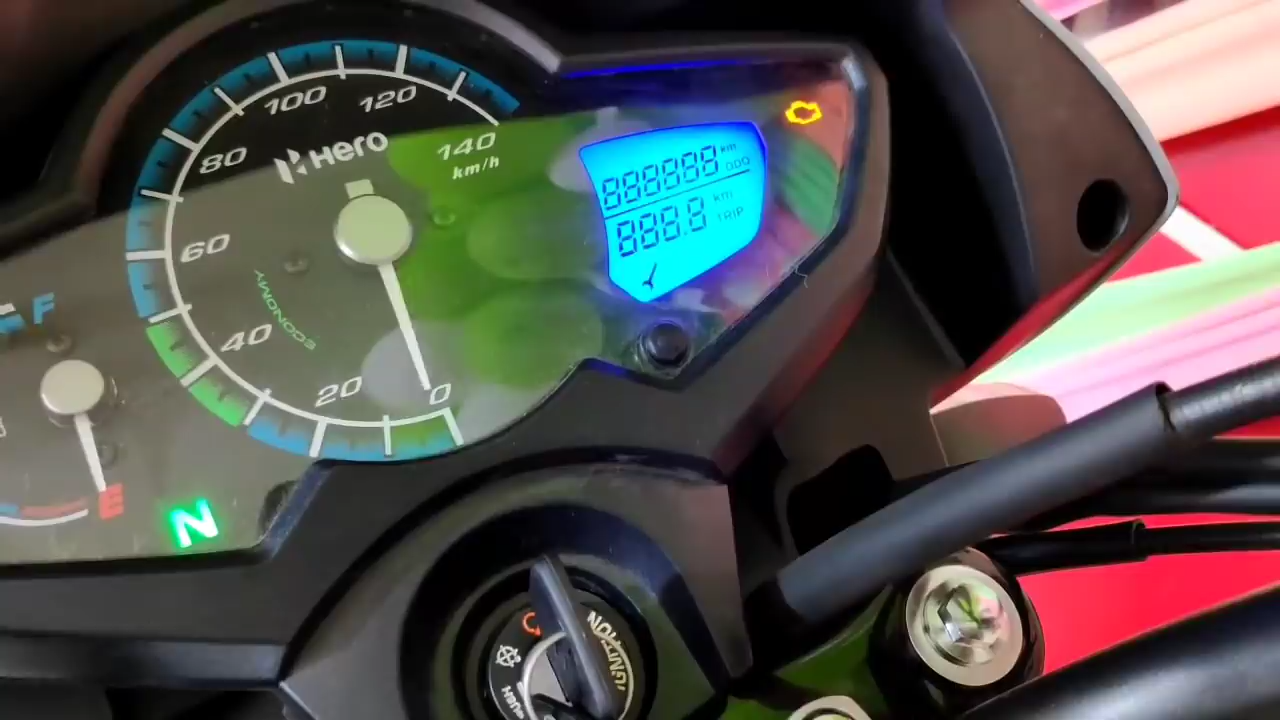 100
120
80
Hero
140
km/h
888888 km
ODO
888.8 km
TRIP
60
ECONOMY
F
40
20
0
E
N
IGNITION
PUSH